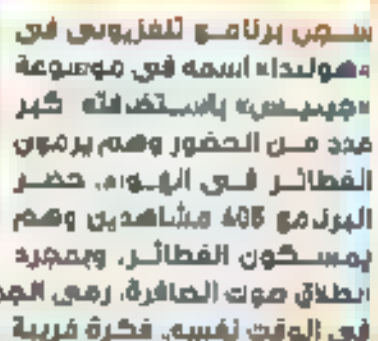 سجل برنامج تلفزيوني في
«هولندا» اسمه في موسوعة
«جينيس» باستضافته أكبر
عدد من الحضور وهم يرمون
الفطائر في الهواء، حضر
البرنامج 405 مشاهدين وهم
يمسكون الفطائر، وبمجرد
انطلاق صوت الصافرة، رمى
في الوقت نفسه، فكرة غريبة